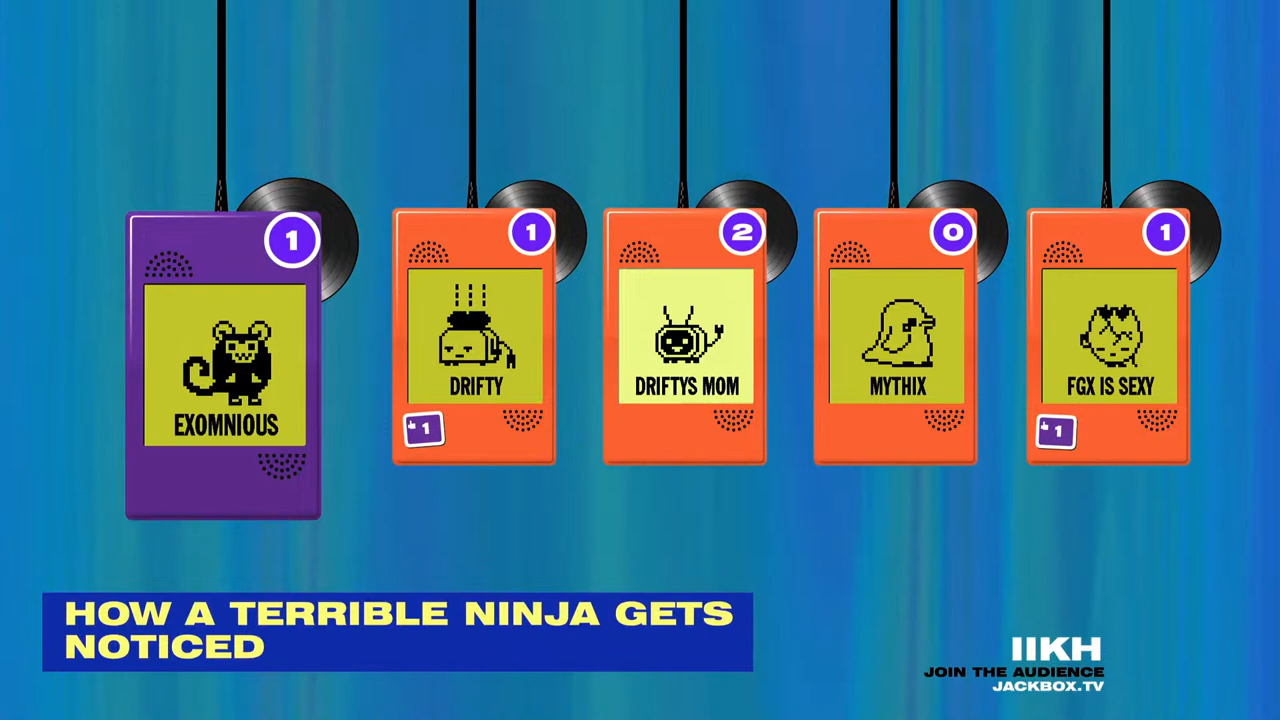 1
EXOMNIOUS
1
DRIFTY
1
2
DRIFTYS MOM
0
MYTHIX
1
FGX IS SEXY
1
HOW A TERRIBLE NINJA GETS
NOTICED
IIKH
JOIN THE AUDIENCE
JACKBOX.TV